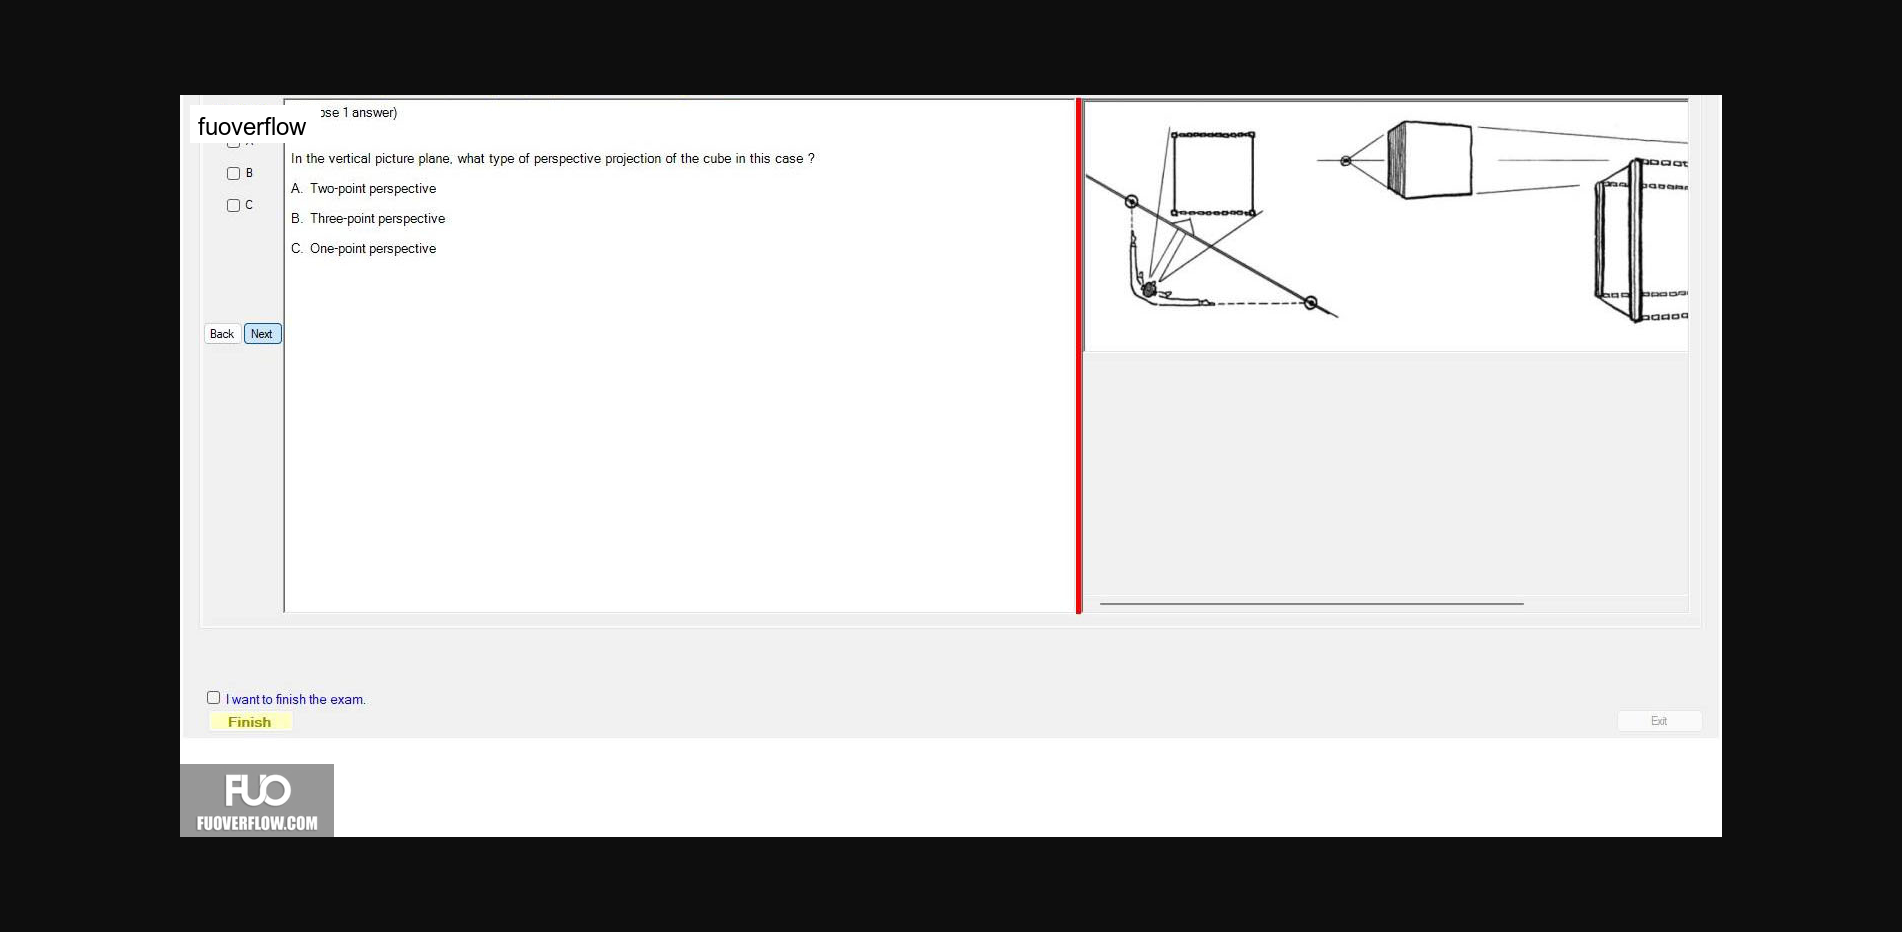 fuoverflow
ose 1 answer)
In the vertical picture plane, what type of perspective projection of the cube in this case ?
B
A. Two-point perspective
C
B. Three-point perspective
C. One-point perspective
Back Next
I want to finish the exam.
Finish
Exit
FUO
FUOVERFLOW.COM